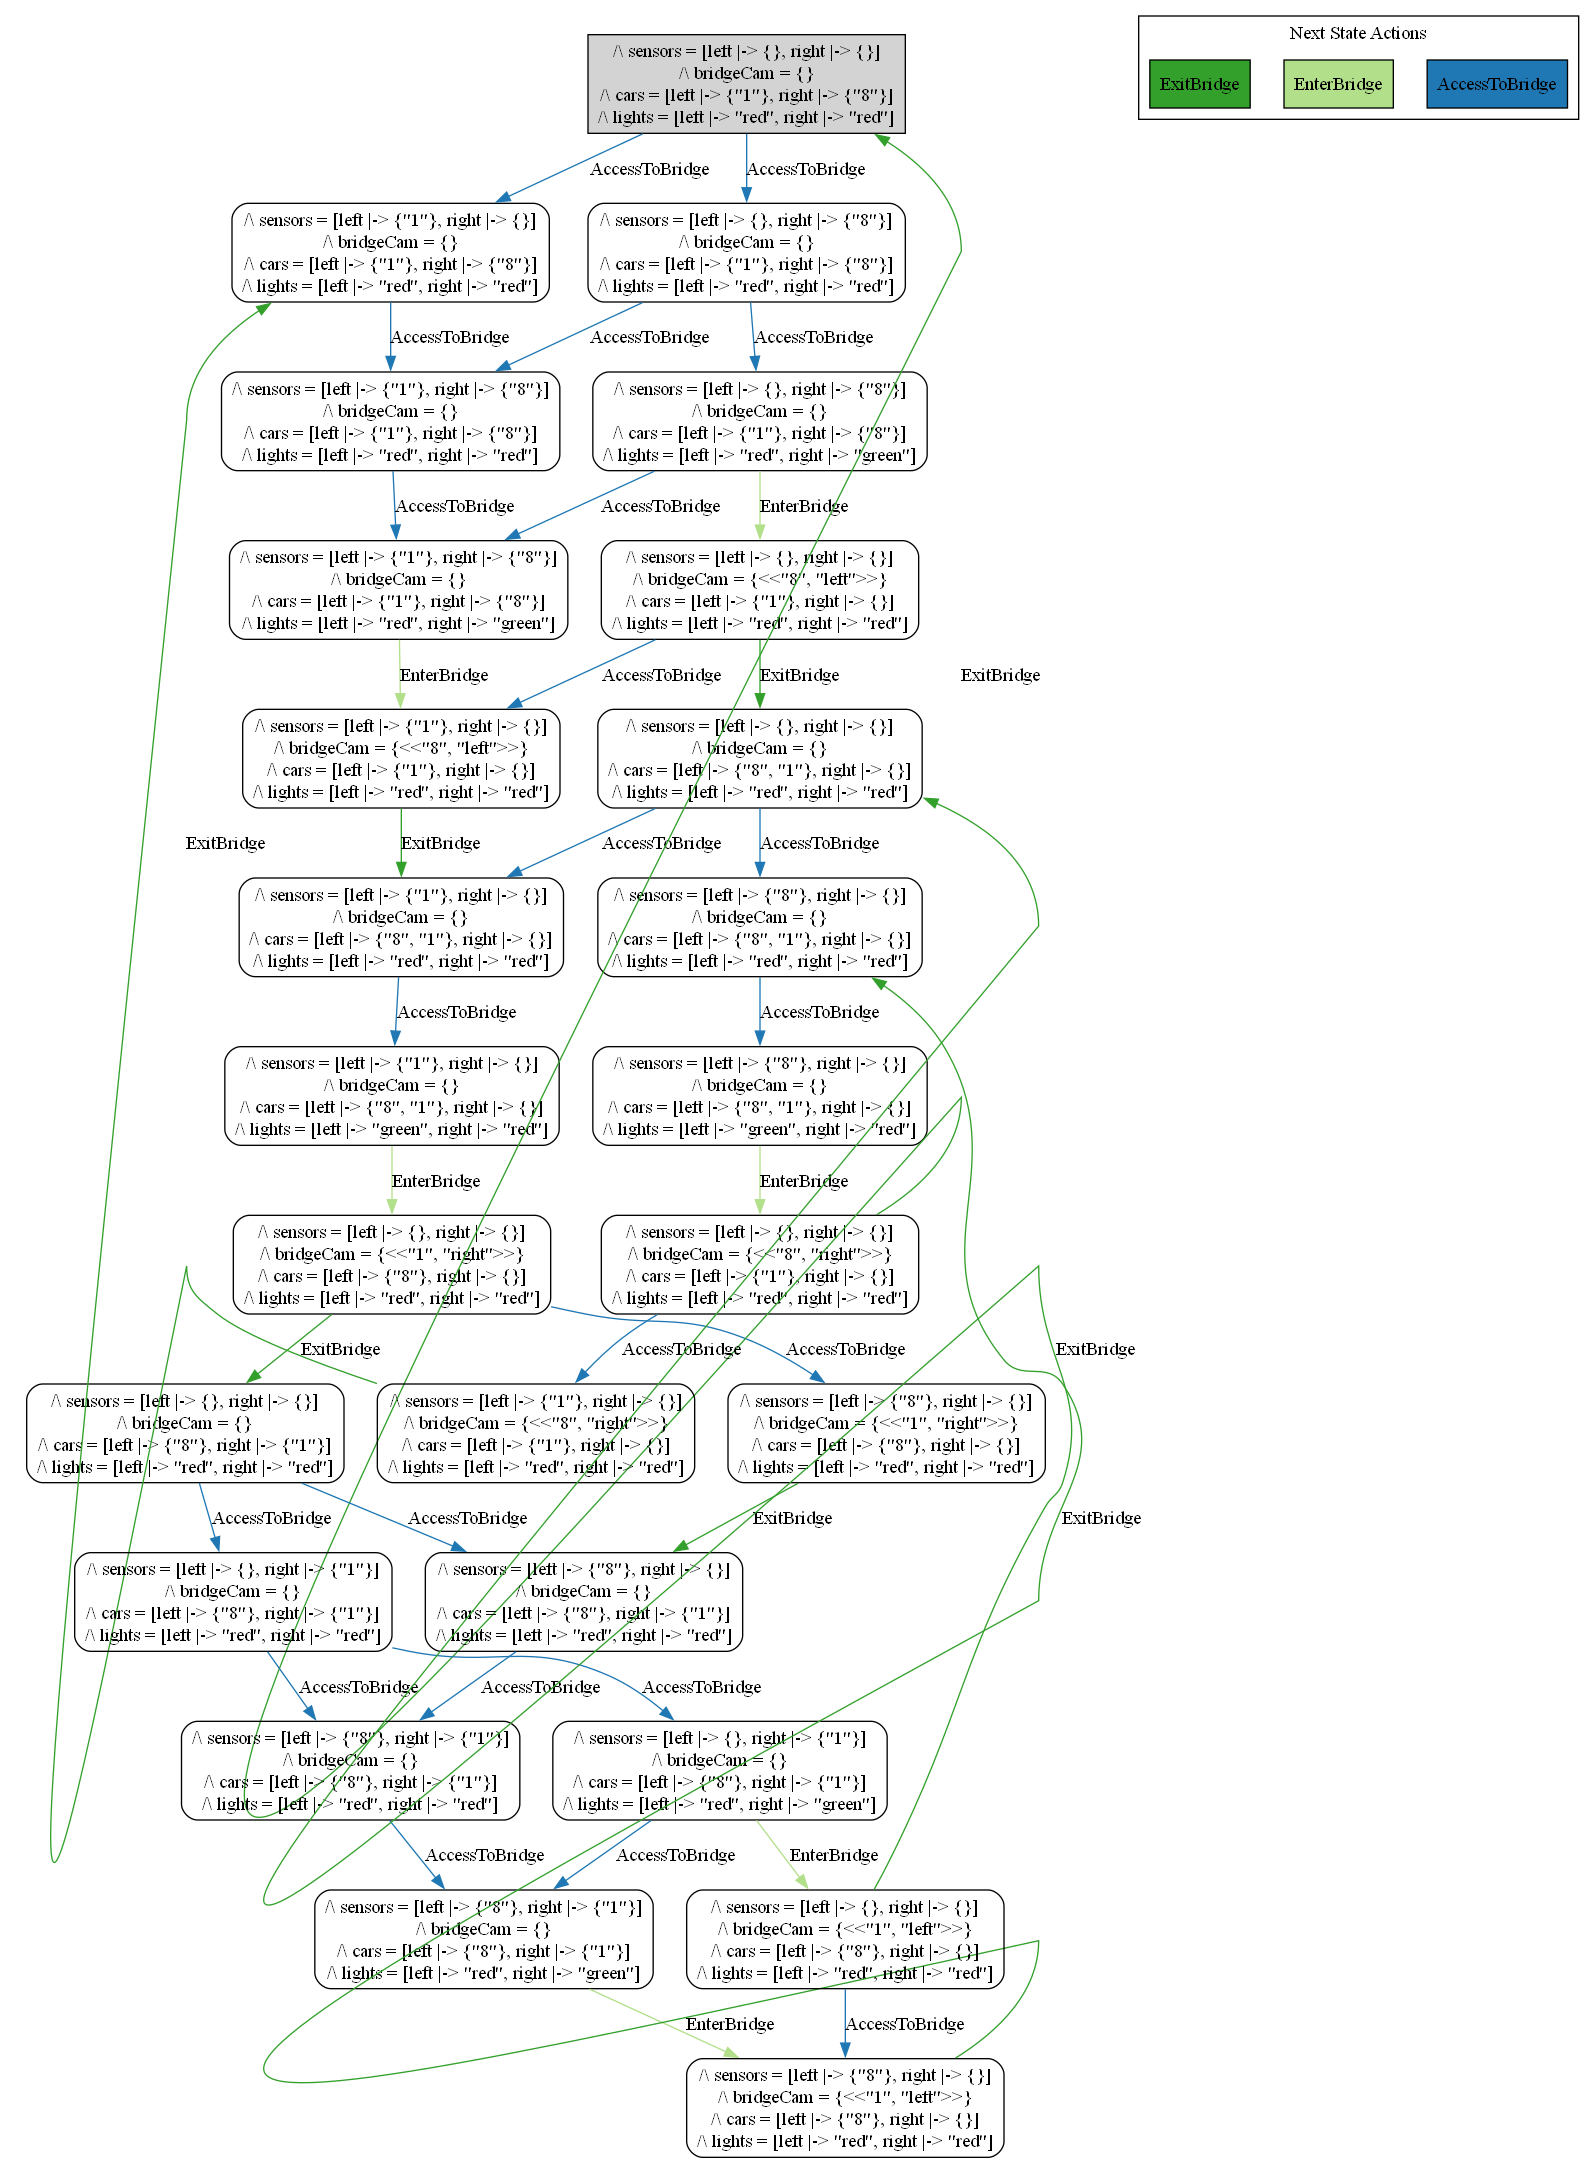 Next State Actions
ExitBridge
EnterBridge
AccessToBridge
/\ sensors = [left |-> {}, right |-> {}]
/\ bridgeCam = {}
/\ cars = [left |-> {"1"}, right |-> {"8"}]
/\ lights = [left |-> "red", right |-> "red"]
AccessToBridge
AccessToBridge
/\ sensors = [left |-> {"1"}, right |-> {}]
/\ bridgeCam = {}
/\ cars = [left |-> {"1"}, right |-> {"8"}]
/\ lights = [left |-> "red", right |-> "red"]
/\ sensors = [left |-> {}, right |-> {"8"}]
/\ bridgeCam = {}
/\ cars = [left |-> {"1"}, right |-> {"8"}]
/\ lights = [left |-> "red", right |-> "red"]
AccessToBridge
AccessToBridge
AccessToBridge
/\ sensors = [left |-> {"1"}, right |-> {"8"}]
/\ bridgeCam = {}
/\ cars = [left |-> {"1"}, right |-> {"8"}]
/\ lights = [left |-> "red", right |-> "red"]
/\ sensors = [left |-> {}, right |-> {"8"}]
/\ bridgeCam = {}
/\ cars = [left |-> {"1"}, right |-> {"8"}]
/\ lights = [left |-> "red", right |-> "green"]
AccessToBridge
AccessToBridge
EnterBridge
/\ sensors = [left |-> {"1"}, right |-> {"8"}]
/\ bridgeCam = {}
/\ cars = [left |-> {"1"}, right |-> {"8"}]
/\ lights = [left |-> "red", right |-> "green"]
/\ sensors = [left |-> {}, right |-> {}]
/\ bridgeCam = {<<"8", "left">>}
/\ cars = [left |-> {"1"}, right |-> {}]
/\ lights = [left |-> "red", right |-> "red"]
EnterBridge
AccessToBridge
ExitBridge
ExitBridge
/\ sensors = [left |-> {"1"}, right |-> {}]
/\ bridgeCam = {<<"8", "left">>}
/\ cars = [left |-> {"1"}, right |-> {}]
/\ lights = [left |-> "red", right |-> "red"]
/\ sensors = [left |-> {}, right |-> {}]
/\ bridgeCam = {}
/\ cars = [left |-> {"8", "1"}, right |-> {}]
/\ lights = [left |-> "red", right |-> "red"]
ExitBridge
ExitBridge
AccessToBridge
AccessToBridge
/\ sensors = [left |-> {"1"}, right |-> {}]
/\ bridgeCam = {}
/\ cars = [left |-> {"8", "1"}, right |-> {}]
/\ lights = [left |-> "red", right |-> "red"]
/\ sensors = [left |-> {"8"}, right |-> {}]
/\ bridgeCam = {}
/\ cars = [left |-> {"8", "1"}, right |-> {}]
/\ lights = [left |-> "red", right |-> "red"]
AccessToBridge
AccessToBridge
/\ sensors = [left |-> {"1"}, right |-> {}]
/\ bridgeCam = {}
/\ cars = [left |-> {"8", "1"}, right |-> {}]
/\ lights = [left |-> "green", right |-> "red"]
/\ sensors = [left |-> {"8"}, right |-> {}]
/\ bridgeCam = {}
/\ cars = [left |-> {"8", "1"}, right |-> {}]
/\ lights = [left |-> "green", right |-> "red"]
EnterBridge
EnterBridge
/\ sensors = [left |-> {}, right |-> {}]
/\ bridgeCam = {<<"1", "right">>}
/\ cars = [left |-> {"8"}, right |-> {}]
/\ lights = [left |-> "red", right |-> "red"]
/\ sensors = [left |-> {}, right |-> {}]
/\ bridgeCam = {<<"8", "right">>}
/\ cars = [left |-> {"1"}, right |-> {}]
/\ lights = [left |-> "red", right |-> "red"]
ExitBridge
AccessToBridge
AccessToBridge
ExitBridge
/\ sensors = [left |-> {}, right |-> {}]
/\ bridgeCam = {}
/\ cars = [left |-> {"8"}, right |-> {"1"}]
/\ lights = [left |-> "red", right |-> "red"]
/\ sensors = [left |-> {"1"}, right |-> {}]
/\ bridgeCam = {<<"8", "right">>}
/\ cars = [left |-> {"1"}, right |-> {}]
/\ lights = [left |-> "red", right |-> "red"]
/\ sensors = [left |-> {"8"}, right |-> {}]
/\ bridgeCam = {<<"1", "right">>}
/\ cars = [left |-> {"8"}, right |-> {}]
/\ lights = [left |-> "red", right |-> "red"]
AccessToBridge
AccessToBridge
ExitBridge
ExitBridge
/\ sensors = [left |-> {}, right |-> {"1"}]
/\ bridgeCam = {}
/\ cars = [left |-> {"8"}, right |-> {"1"}]
/\ lights = [left |-> "red", right |-> "red"]
/\ sensors = [left |-> {"8"}, right |-> {}]
/\ bridgeCam = {}
/\ cars = [left |-> {"8"}, right |-> {"1"}]
/\ lights = [left |-> "red", right |-> "red"]
AccessToBridge
AccessToBridge
AccessToBridge
/\ sensors = [left |-> {"8"}, right |-> {"1"}]
/\ bridgeCam = {}
/\ cars = [left |-> {"8"}, right |-> {"1"}]
/\ lights = [left |-> "red", right |-> "red"]
/\ sensors = [left |-> {}, right |-> {"1"}]
/\ bridgeCam = {}
/\ cars = [left |-> {"8"}, right |-> {"1"}]
/\ lights = [left |-> "red", right |-> "green"]
AccessToBridge
AccessToBridge
EnterBridge
/\ sensors = [left |-> {"8"}, right |-> {"1"}]
/\ bridgeCam = {}
/\ cars = [left |-> {"8"}, right |-> {"1"}]
/\ lights = [left |-> "red", right |-> "green"]
/\ sensors = [left |-> {}, right |-> {}]
/\ bridgeCam = {<<"1", "left">>}
/\ cars = [left |-> {"8"}, right |-> {}]
/\ lights = [left |-> "red", right |-> "red"]
EnterBridge
AccessToBridge
/\ sensors = [left |-> {"8"}, right |-> {}]
/\ bridgeCam = {<<"1", "left">>}
/\ cars = [left |-> {"8"}, right |-> {}]
/\ lights = [left |-> "red", right |-> "red"]